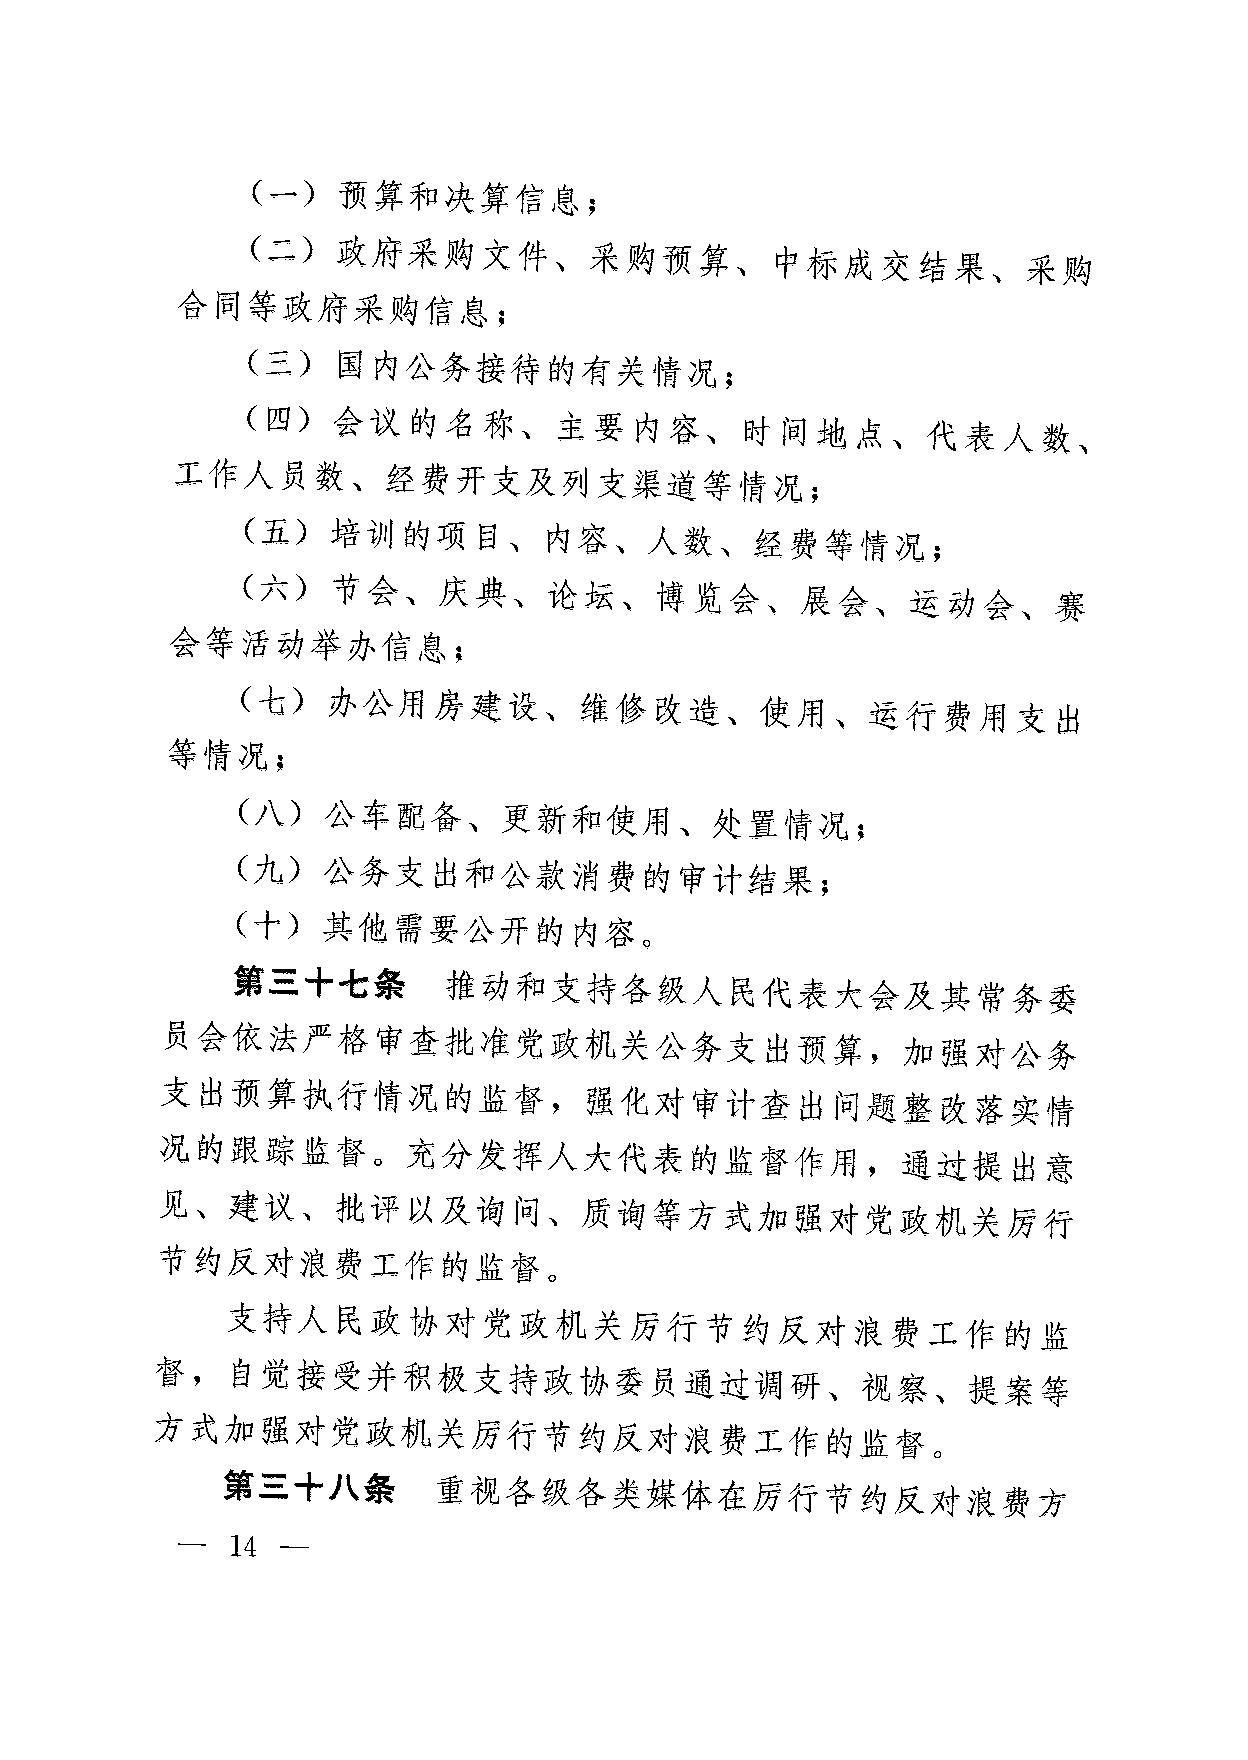 （一）预算和决算信息；
（二）政府采购文件、采购预算、中标成交结果、采购
合同等政府采购信息；
（三）国内公务接待的有关情况；
（四）会议的名称、主要内容、时间地点、代表人数、
工作人员数、经费开支及列支渠道等情况；
（五）培训的项目、内容、人数、经费等情况；
（六）节会、庆典、论坛、博览会、展会、运动会、赛
会等活动举办信息；
（七）办公用房建设、维修改造、使用、运行费用支出
等情况；
（八）公车配备、更新和使用、处置情况；
（九）公务支出和公款消费的审计结果；
（十）其他需要公开的内容。
第三十七条　推动和支持各级人民代表大会及其常务委
员会依法严格审查批准党政机关公务支出预算，加强对公务
支出预算执行情况的监督，强化对审计查出问题整改落实情
况的跟踪监督。充分发挥人大代表的监督作用，通过提出意
见、建议、批评以及询问、质询等方式加强对党政机关厉行
节约反对浪费工作的监督。
支持人民政协对党政机关厉行节约反对浪费工作的监
督，自觉接受并积极支持政协委员通过调研、视察、提案等
方式加强对党政机关厉行节约反对浪费工作的监督。
第三十八条　重视各级各类媒体在厉行节约反对浪费方
— 14 —